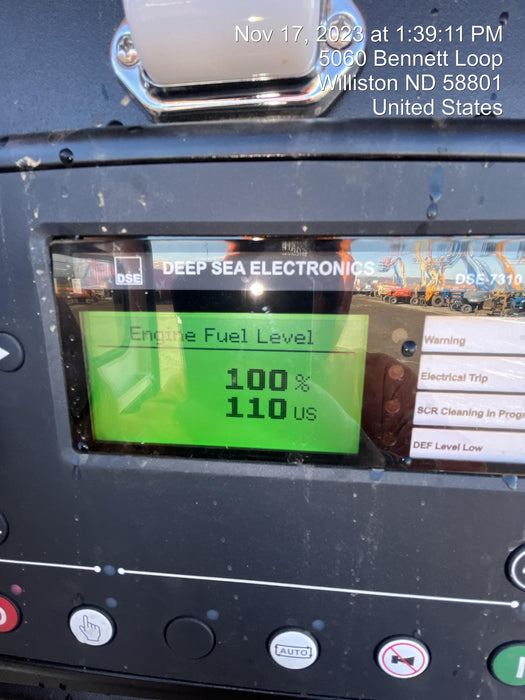 Nov 17, 2023 at 1:39:11 PM
5060 Bennett Loop
Williston ND 58801
United States
DSE
DEEP SEA ELECTRONICS
DSE 7310
Engine Fuel Level
100 %
110 US
Warning
Electrical Trip
SCR Cleaning in Progr
DEF Level Low
AUTO